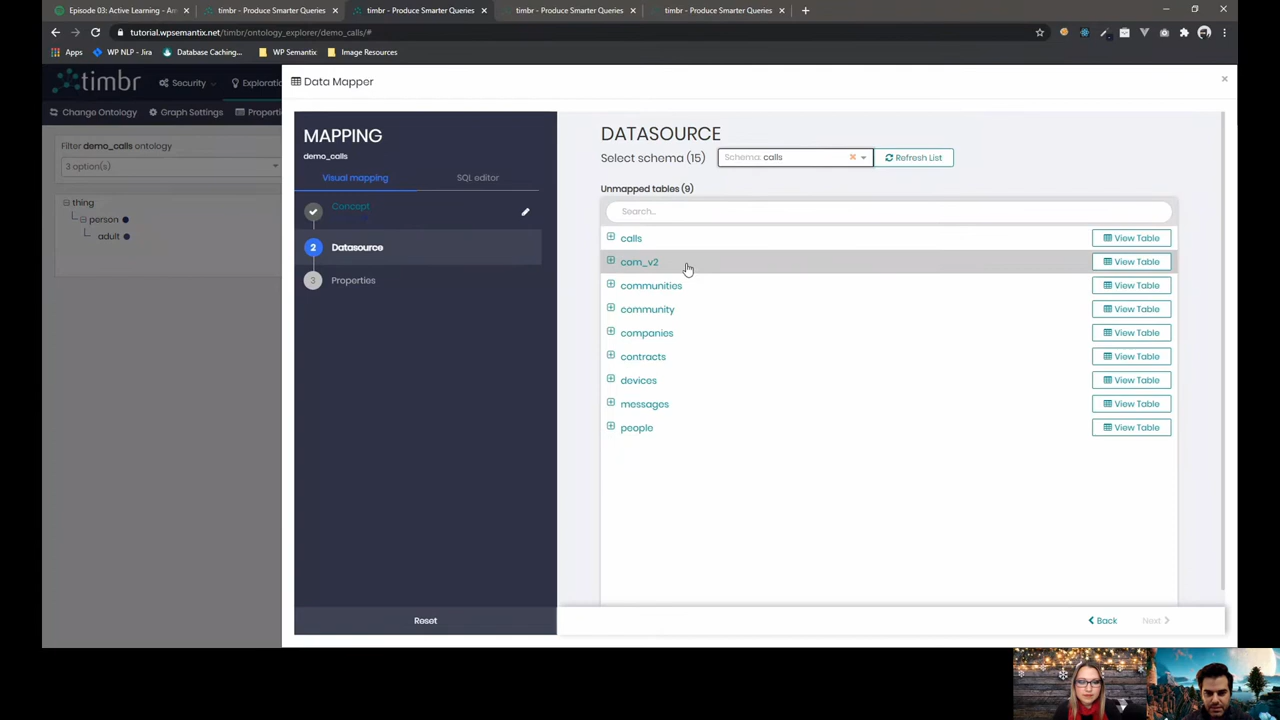 Episode 03: Active Learning - An
timbr - Produce Smarter Queries
timbr - Produce Smarter Queries
timbr - Produce Smarter Queries
timbr - Produce Smarter Queries
tutorial.wpsemantix.net/timbr/ontology_explorer/demo_calls/#
Apps
WP NLP - Jira
Database Caching...
WP Semantix
Image Resources
timbr
Security
Exploratio
Change Ontology
Graph Settings
Properti
Filter demo_calls ontology
3 option(s)
thing
person
adult
Data Mapper
MAPPING
demo_calls
Visual mapping
SQL editor
Concept
2 Datasource
3 Properties
Reset
DATASOURCE
Select schema (15)
Schema: calls
Refresh List
Unmapped tables (9)
Search...
calls View Table
com_v2 View Table
communities View Table
community View Table
companies View Table
contracts View Table
devices View Table
messages View Table
people View Table
Back
Next